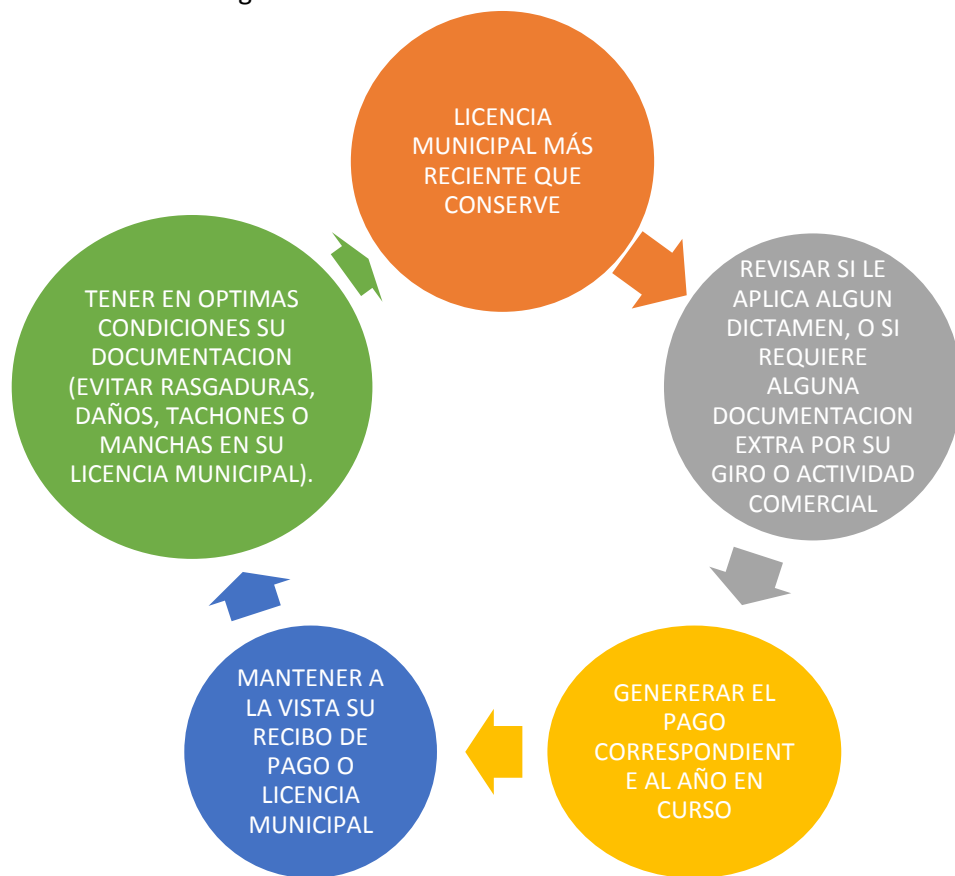 LICENCIA
MUNICIPAL MÁS
RECIENTE QUE
CONSERVE
REVISAR SI LE
APLICA ALGUN
DICTAMEN, O SI
REQUIERE
ALGUNA
DOCUMENTACION
EXTRA POR SU
GIRO O ACTIVIDAD
COMERCIAL
GENERERAR EL
PAGO
CORRESPONDIENT
E AL AÑO EN
CURSO
MANTENER A
LA VISTA SU
RECIBO DE
PAGO O
LICENCIA
MUNICIPAL
TENER EN OPTIMAS
CONDICIONES SU
DOCUMENTACION
(EVITAR RASGADURAS,
DAÑOS, TACHONES O
MANCHAS EN SU
LICENCIA MUNICIPAL).